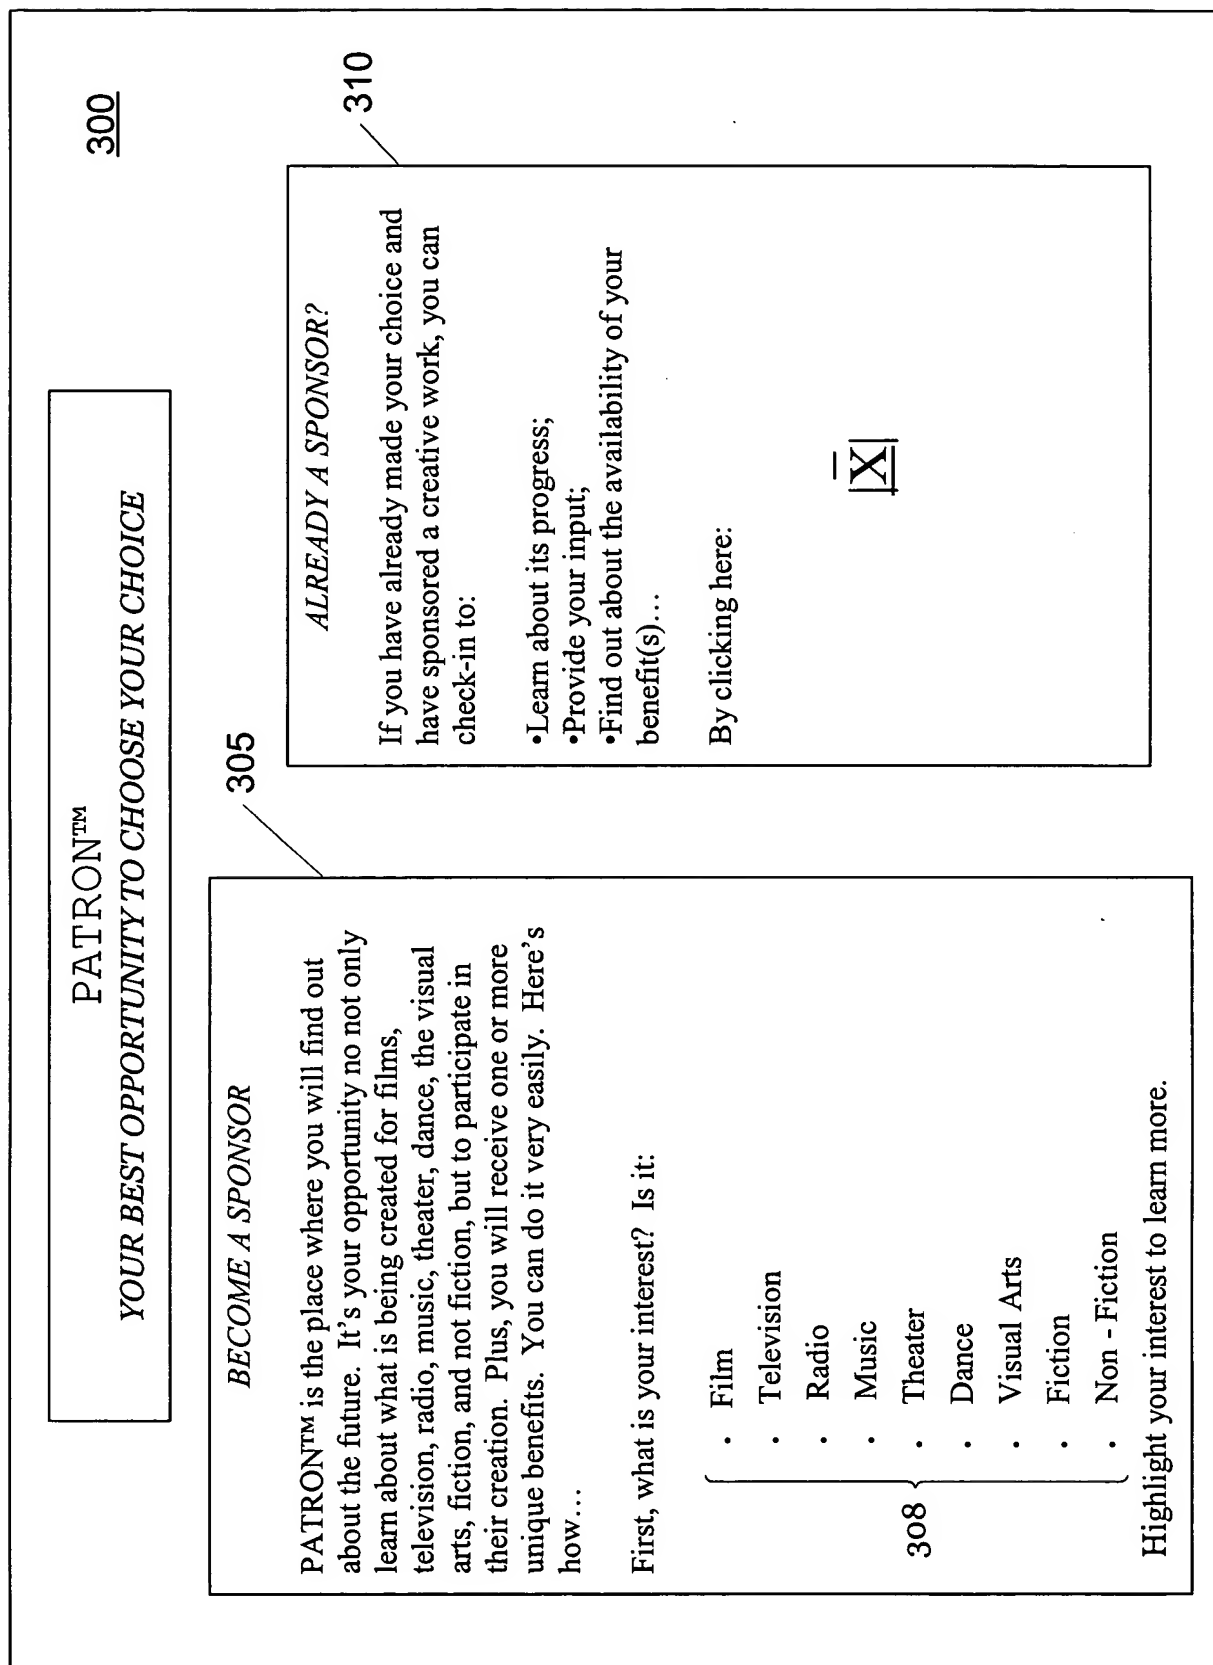 300
PATRON™
YOUR BEST OPPORTUNITY TO CHOOSE YOUR CHOICE
305
BECOME A SPONSOR
PATRON™ is the place where you will find out
about the future. It's your opportunity no not only
learn about what is being created for films,
television, radio, music, theater, dance, the visual
arts, fiction, and not fiction, but to participate in
their creation. Plus, you will receive one or more
unique benefits. You can do it very easily. Here's
how...
First, what is your interest? Is it:
308
• Film
• Television
• Radio
• Music
• Theater
• Dance
• Visual Arts
• Fiction
• Non - Fiction
Highlight your interest to learn more.
310
ALREADY A SPONSOR?
If you have already made your choice and
have sponsored a creative work, you can
check-in to:
•Learn about its progress;
•Provide your input;
•Find out about the availability of your
benefit(s)...
By clicking here:
|X|